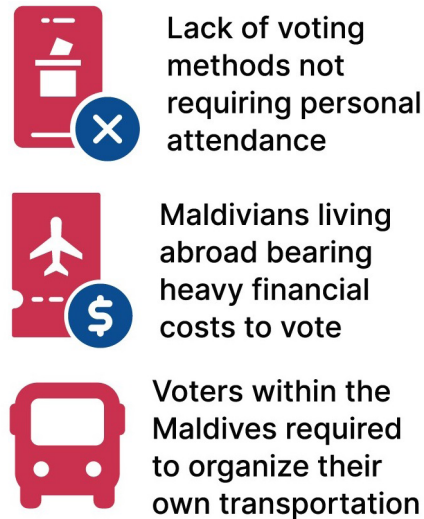 Lack of voting
methods not
requiring personal
attendance
$
Maldivians living
abroad bearing
heavy financial
costs to vote
Voters within the
Maldives required
to organize their
own transportation